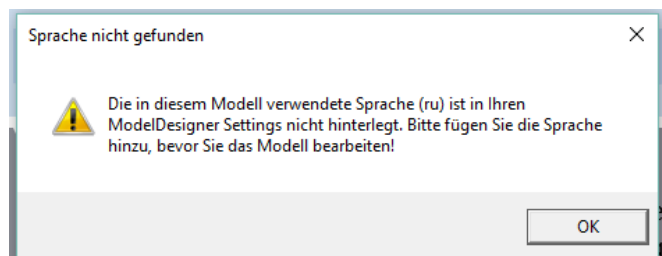 Sprache nicht gefunden
Die in diesem Modell verwendete Sprache (ru) ist in Ihren
ModelDesigner Settings nicht hinterlegt. Bitte fügen Sie die Sprache
hinzu, bevor Sie das Modell bearbeiten!
OK